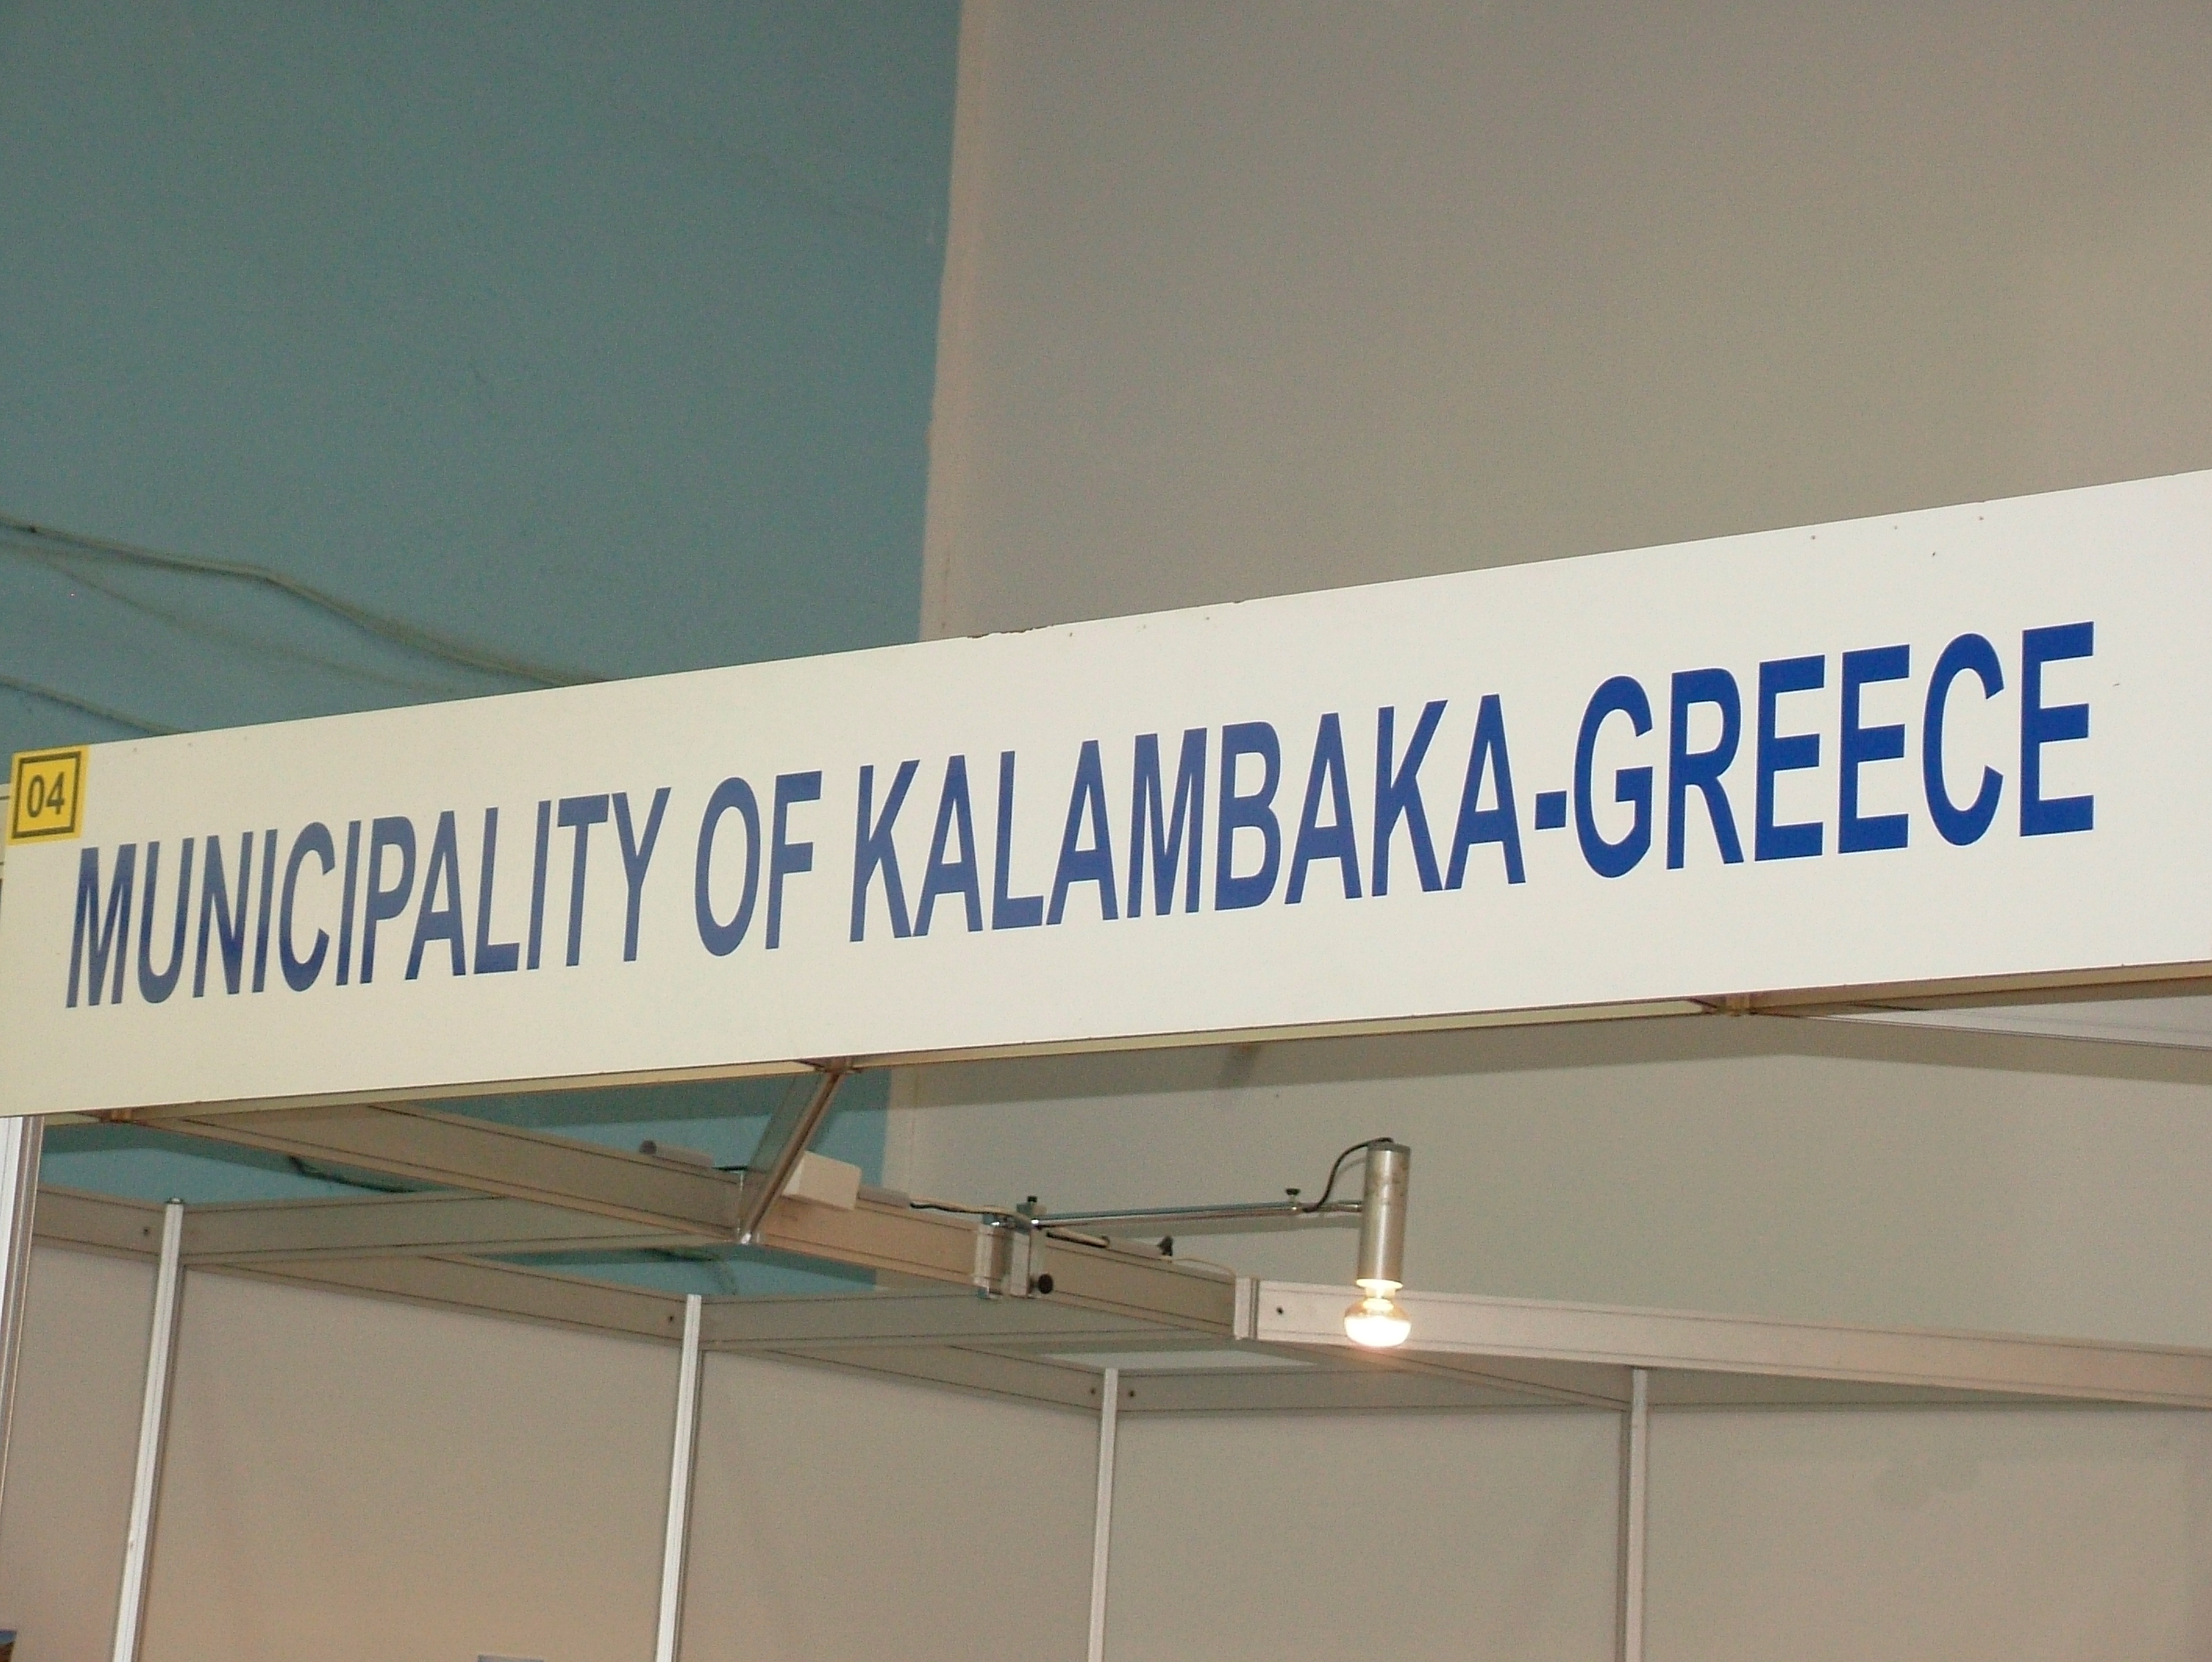 04
MUNICIPALITY OF KALAMBAKA-GREECE